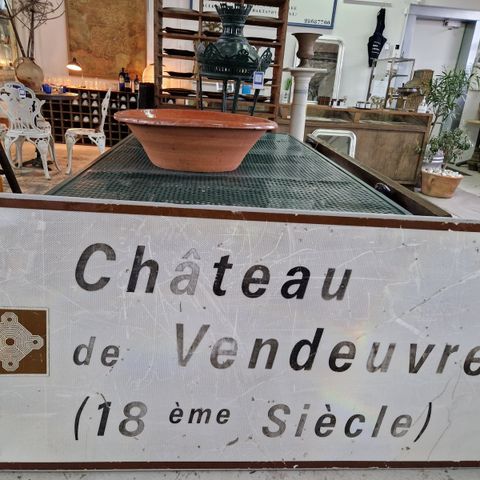 Château
de Vendeuvre
(18 ème Siècle)